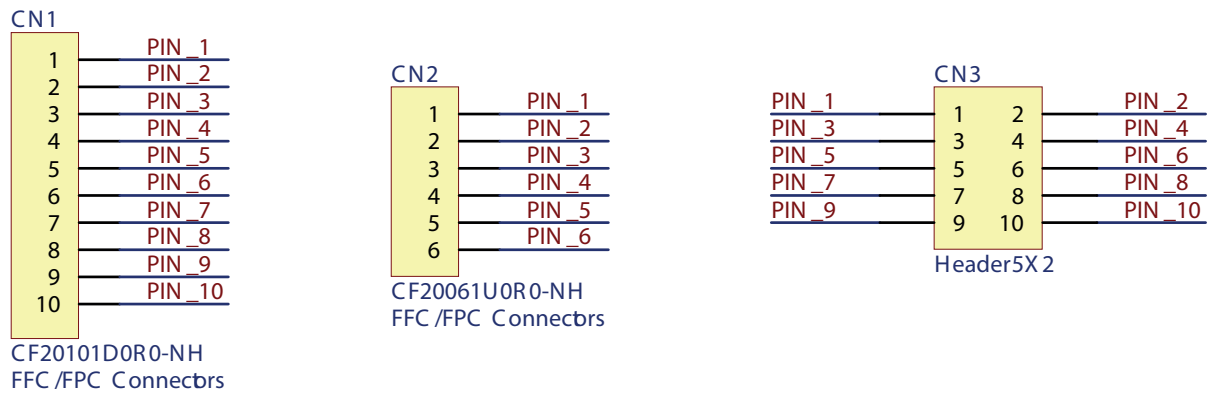 CN1
1 PIN_1
2 PIN_2
3 PIN_3
4 PIN_4
5 PIN_5
6 PIN_6
7 PIN_7
8 PIN_8
9 PIN_9
10 PIN_10
CF20101D0R0-NH
FFC/FPC Connectors
CN2
1 PIN_1
2 PIN_2
3 PIN_3
4 PIN_4
5 PIN_5
6 PIN_6
CF20061U0R0-NH
FFC/FPC Connectors
CN3
PIN_1 1 2 PIN_2
PIN_3 3 4 PIN_4
PIN_5 5 6 PIN_6
PIN_7 7 8 PIN_8
PIN_9 9 10 PIN_10
Header5X2